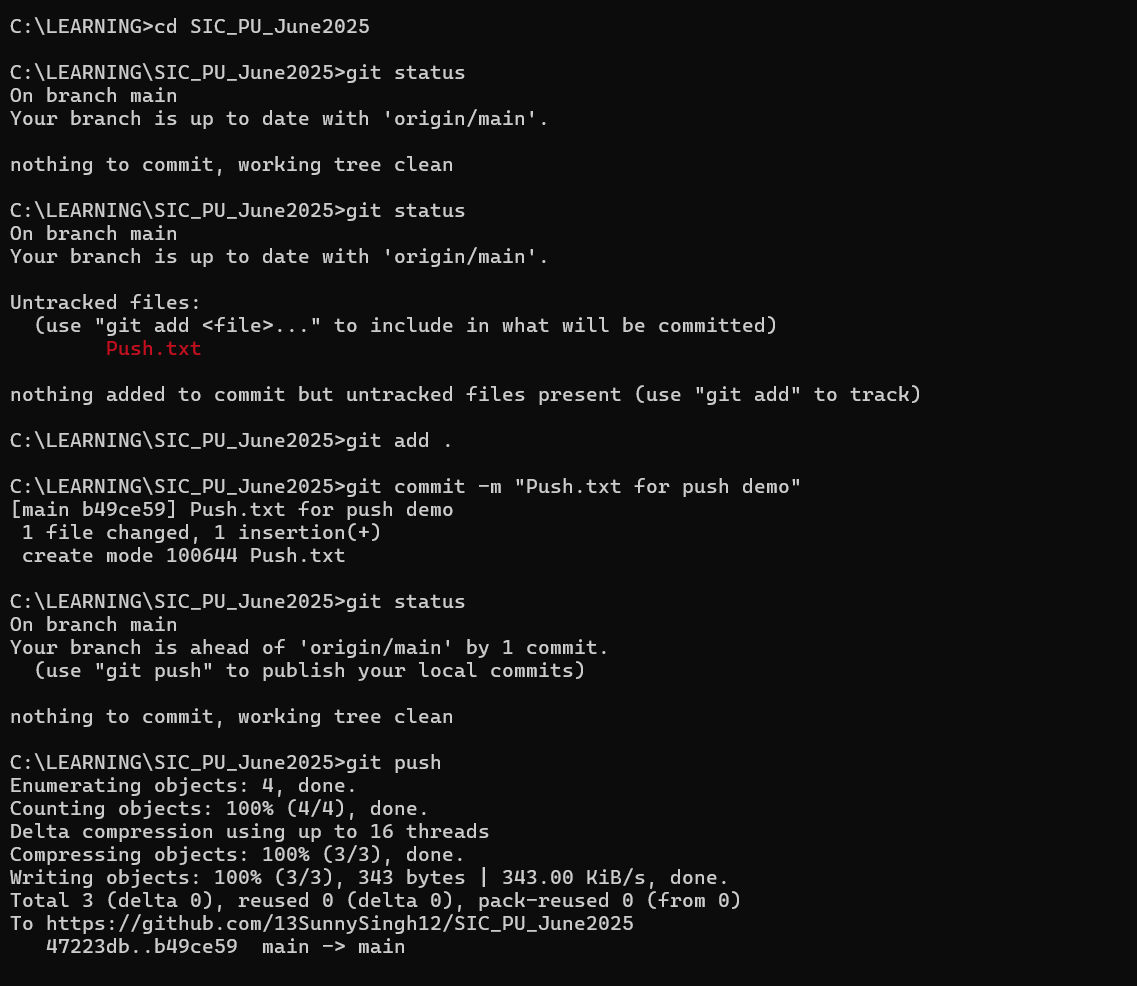 C:\LEARNING>cd SIC_PU_June2025
C:\LEARNING\SIC_PU_June2025>git status
On branch main
Your branch is up to date with 'origin/main'.
nothing to commit, working tree clean
C:\LEARNING\SIC_PU_June2025>git status
On branch main
Your branch is up to date with 'origin/main'.
Untracked files:
  (use "git add <file>..." to include in what will be committed)
        Push.txt
nothing added to commit but untracked files present (use "git add" to track)
C:\LEARNING\SIC_PU_June2025>git add .
C:\LEARNING\SIC_PU_June2025>git commit -m "Push.txt for push demo"
[main b49ce59] Push.txt for push demo
 1 file changed, 1 insertion(+)
 create mode 100644 Push.txt
C:\LEARNING\SIC_PU_June2025>git status
On branch main
Your branch is ahead of 'origin/main' by 1 commit.
  (use "git push" to publish your local commits)
nothing to commit, working tree clean
C:\LEARNING\SIC_PU_June2025>git push
Enumerating objects: 4, done.
Counting objects: 100% (4/4), done.
Delta compression using up to 16 threads
Compressing objects: 100% (3/3), done.
Writing objects: 100% (3/3), 343 bytes | 343.00 KiB/s, done.
Total 3 (delta 0), reused 0 (delta 0), pack-reused 0 (from 0)
To https://github.com/13SunnySingh12/SIC_PU_June2025
   47223db..b49ce59  main -> main